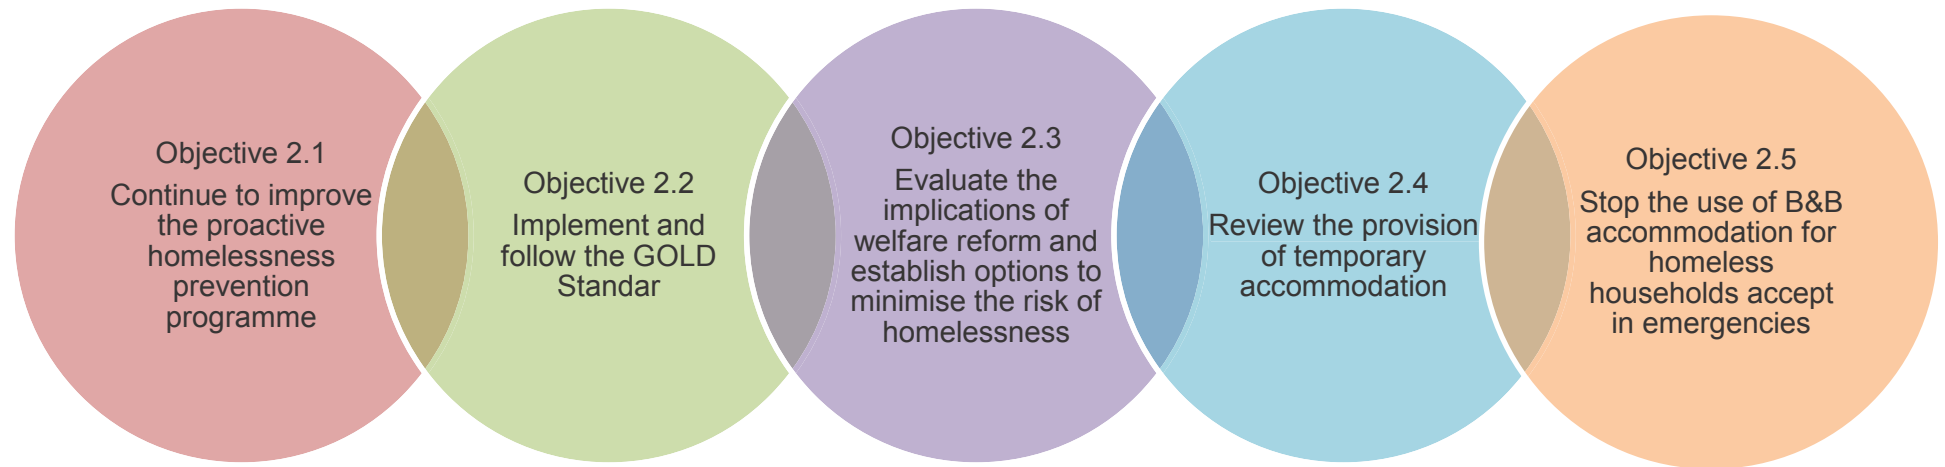 Objective 2.1
Continue to improve
the proactive
homelessness
prevention
programme
Objective 2.2
Implement and
follow the GOLD
Standar
Objective 2.3
Evaluate the
implications of
welfare reform and
establish options to
minimise the risk of
homelessness
Objective 2.4
Review the provision
of temporary
accommodation
Objective 2.5
Stop the use of B&B
accommodation for
homeless
households accept
in emergencies